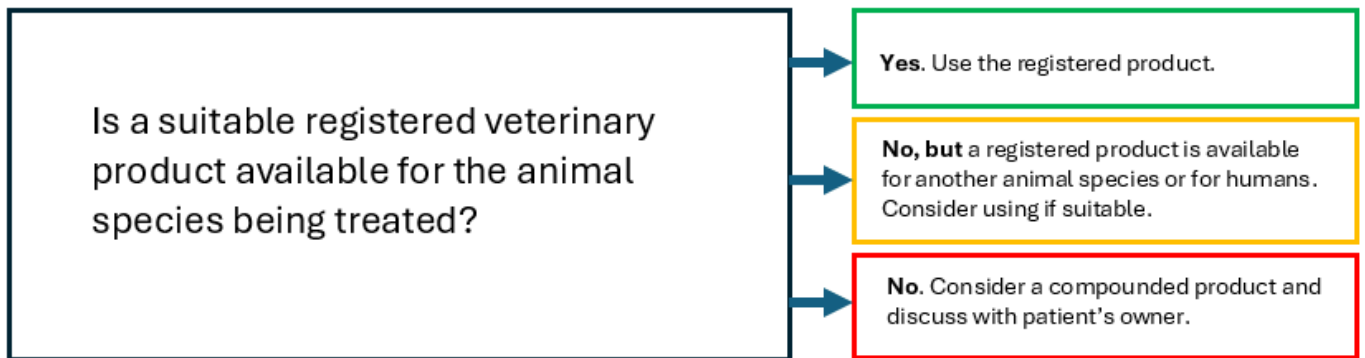 Is a suitable registered veterinary
product available for the animal
species being treated?
Yes. Use the registered product.
No, but a registered product is available
for another animal species or for humans.
Consider using if suitable.
No. Consider a compounded product and
discuss with patient's owner.